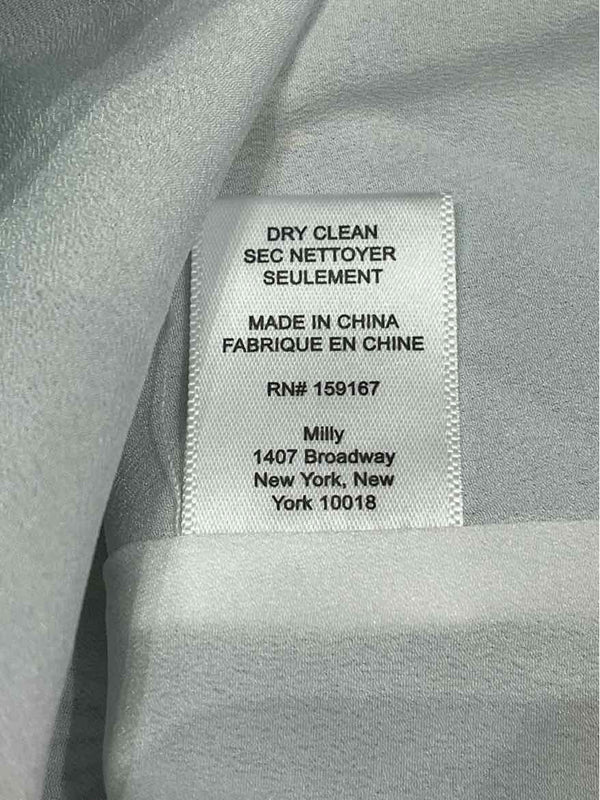 DRY CLEAN
SEC NETTOYER
SEULEMENT
MADE IN CHINA
FABRIQUE EN CHINE
RN# 159167
Milly
1407 Broadway
New York, New
York 10018